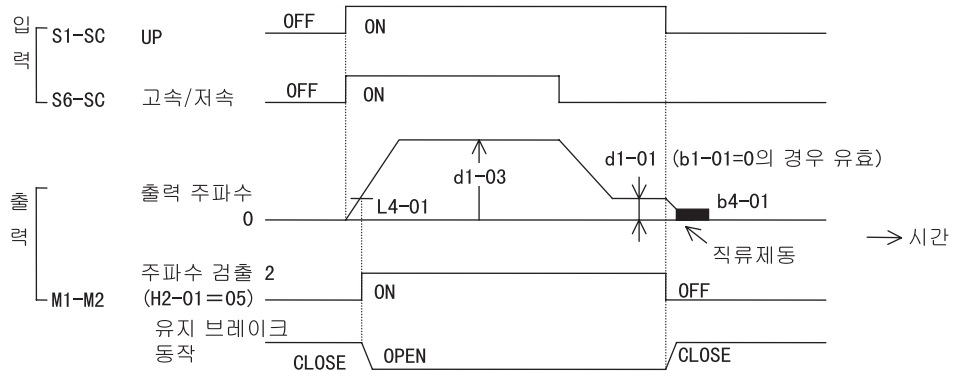 입력
S1-SC UP OFF ON
S6-SC 고속/저속 OFF ON
출력
출력 주파수
0
L4-01
d1-03
d1-01 (b1-01=0의 경우 유효)
b4-01
직류제동
시간
주파수 검출 2
M1-M2 (H2-01=05) ON OFF
유지 브레이크
동작
CLOSE OPEN CLOSE